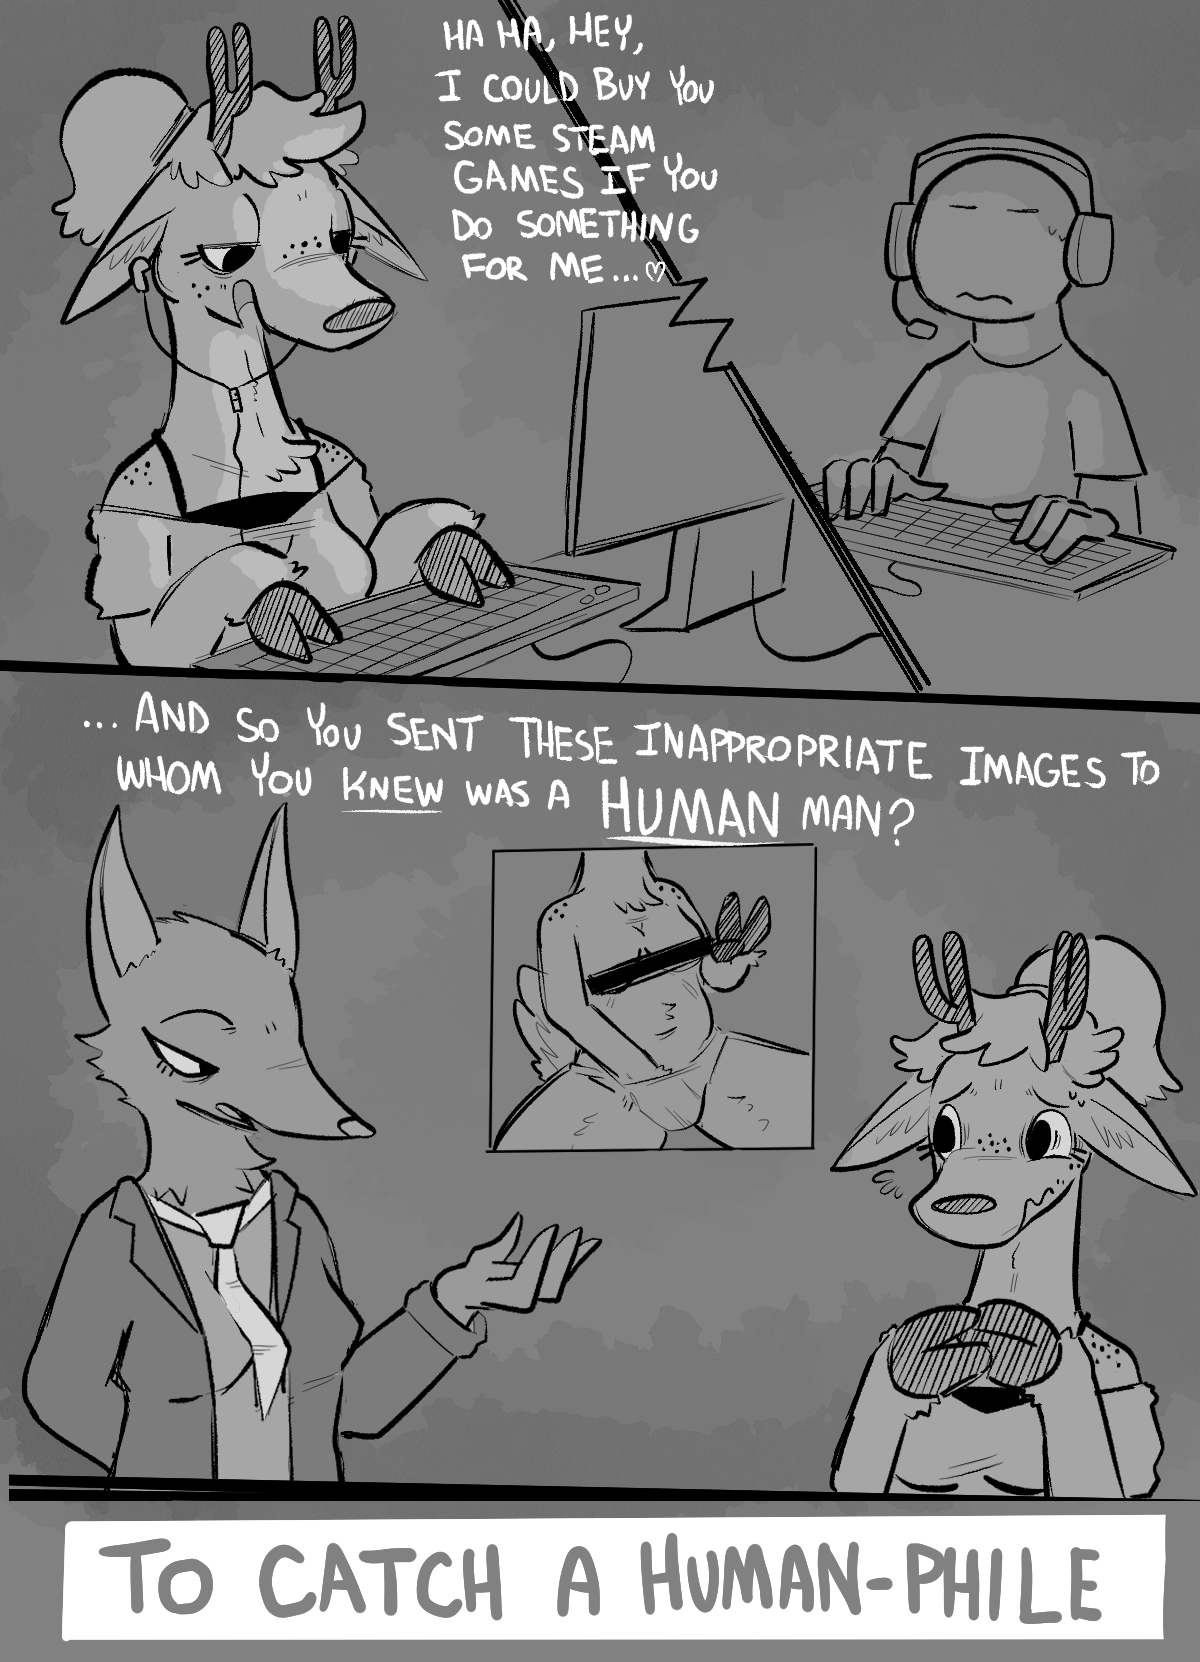 HA HA, HEY,
I COULD BUY YOU
SOME STEAM
GAMES IF YOU
DO SOMETHING
FOR ME...♡
...AND SO YOU SENT THESE INAPPROPRIATE IMAGES TO
WHOM YOU KNEW WAS A HUMAN MAN?
TO CATCH A HUMAN-PHILE